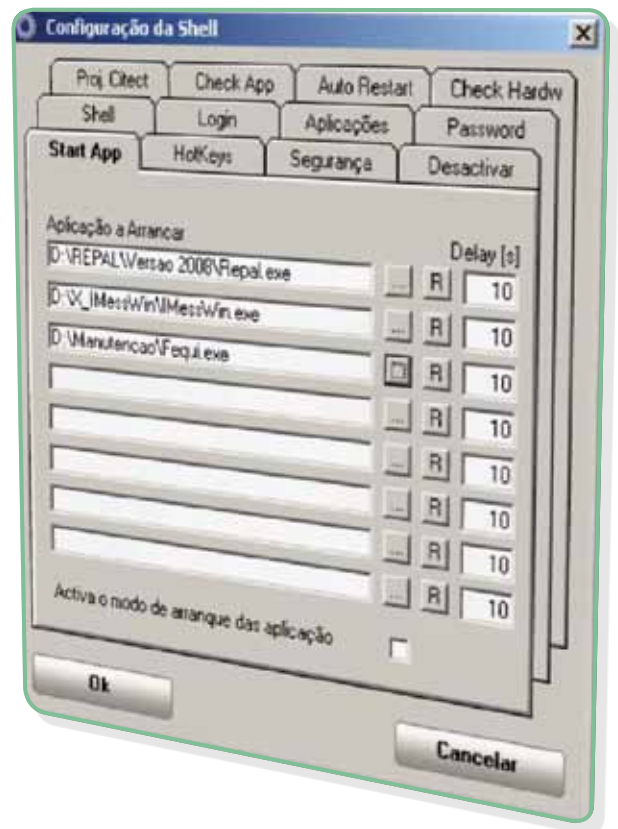 Configuração da Shell
Proj. Citect Check App Auto Restart Check Hardw
Shell Login Aplicações Password
Start App HotKeys Segurança Desactivar
Aplicação a Arrancar Delay [s]
D:\REPAL\Versao 2008\Repal.exe ... R 10
D:\X_IMessWin\IMessWin.exe ... R 10
D:\Manutencao\Fequi.exe R 10
... R 10
... R 10
... R 10
... R 10
... R 10
Activa o modo de arranque das aplicação
Ok
Cancelar